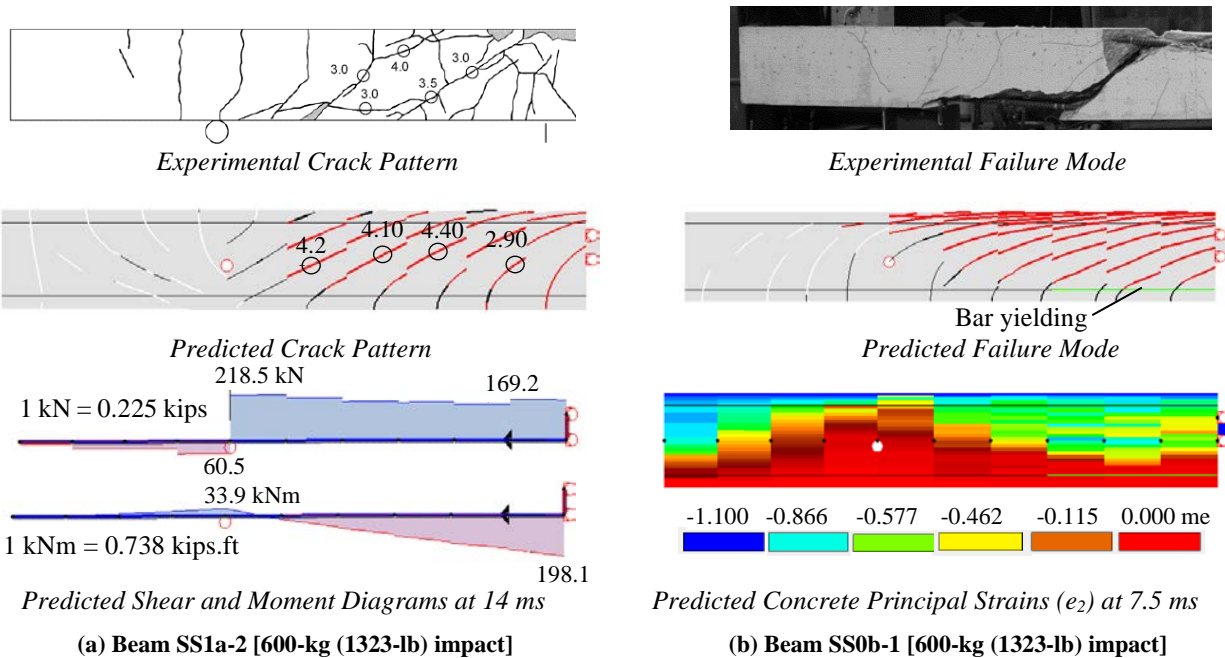 3.0
4.0
3.0
3.0
3.5
Experimental Crack Pattern
Experimental Failure Mode
4.2
4.10
4.40
2.90
Bar yielding
Predicted Crack Pattern
Predicted Failure Mode
218.5 kN
169.2
1 kN = 0.225 kips
60.5
33.9 kNm
1 kNm = 0.738 kips.ft
198.1
-1.100 -0.866 -0.577 -0.462 -0.115 0.000 me
Predicted Shear and Moment Diagrams at 14 ms
Predicted Concrete Principal Strains (e2) at 7.5 ms
(a) Beam SS1a-2 [600-kg (1323-lb) impact]
(b) Beam SS0b-1 [600-kg (1323-lb) impact]